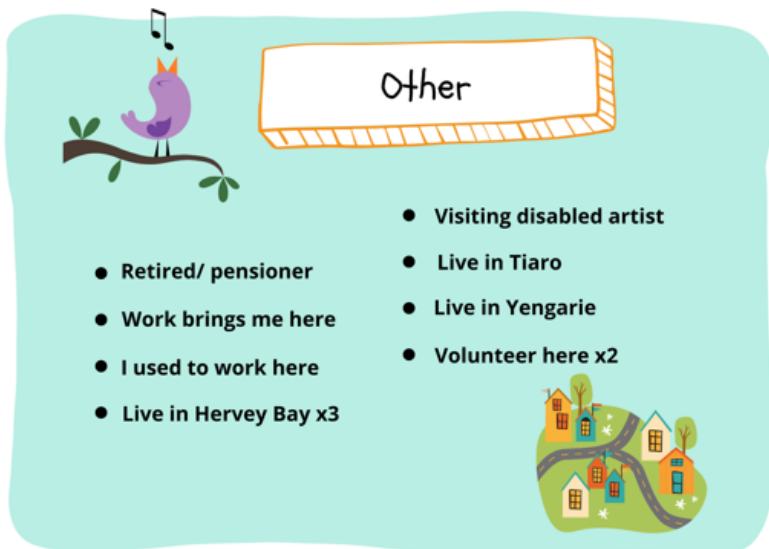 Other
● Retired/ pensioner
● Work brings me here
● I used to work here
● Live in Hervey Bay x3
● Visiting disabled artist
● Live in Tiaro
● Live in Yengarie
● Volunteer here x2